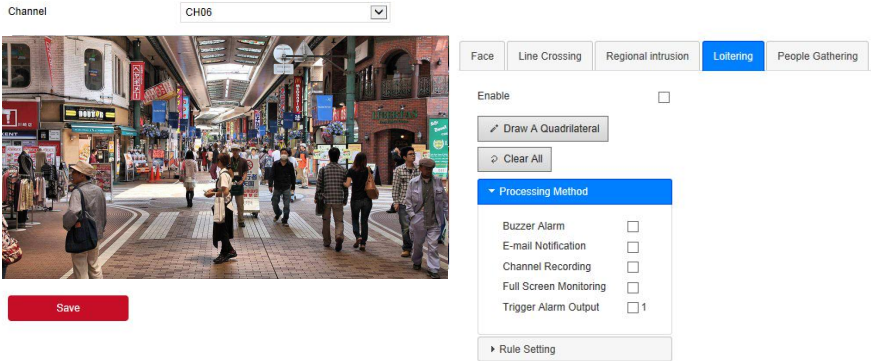 Channel
CH06
Face
Line Crossing
Regional intrusion
Loitering
People Gathering
Enable
Draw A Quadrilateral
Clear All
Processing Method
Buzzer Alarm
E-mail Notification
Channel Recording
Full Screen Monitoring
Trigger Alarm Output
1
Rule Setting
Save